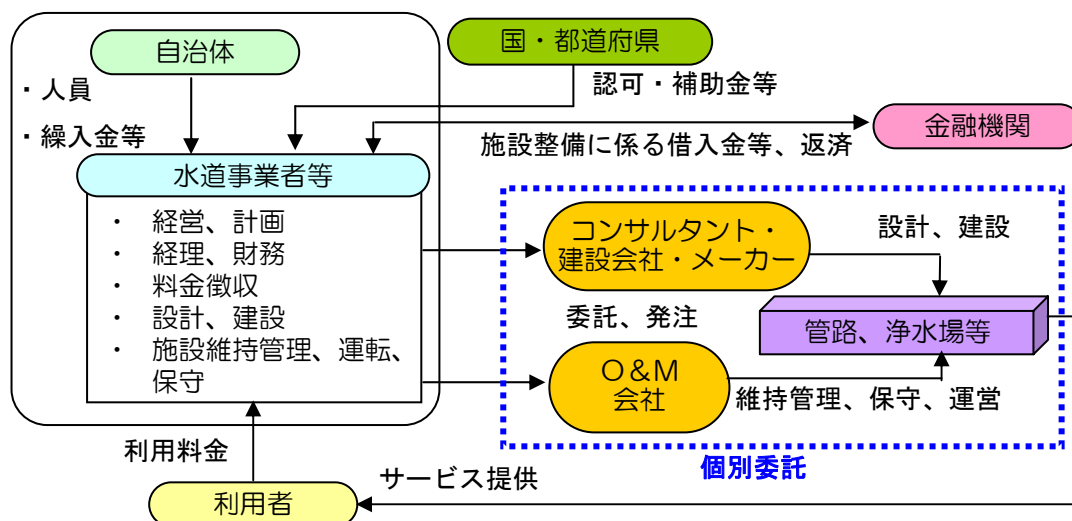 自治体
国・都道府県
・人員
認可・補助金等
・繰入金等
金融機関
施設整備に係る借入金等、返済
水道事業者等
・ 経営、計画
・ 経理、財務
・ 料金徴収
・ 設計、建設
・ 施設維持管理、運転、
保守
コンサルタント・
建設会社・メーカー
設計、建設
委託、発注
管路、浄水場等
O&M
会社
維持管理、保守、運営
個別委託
利用料金
サービス提供
利用者